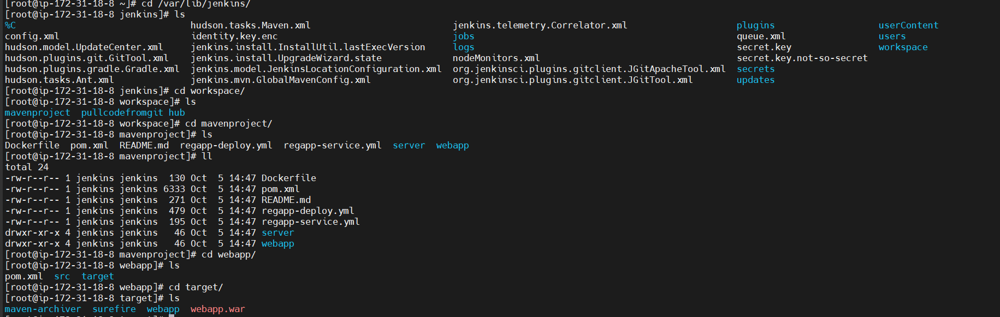 [root@ip-172-31-18-8 ~]# cd /var/lib/jenkins/
[root@ip-172-31-18-8 jenkins]# ls
%C                              hudson.tasks.Maven.xml                         jenkins.telemetry.Correlator.xml                   plugins                   userContent
config.xml                      identity.key.enc                               jobs                                               queue.xml                 users
hudson.model.UpdateCenter.xml   jenkins.install.InstallUtil.lastExecVersion    logs                                               secret.key                workspace
hudson.plugins.git.GitTool.xml  jenkins.install.UpgradeWizard.state            nodeMonitors.xml                                   secret.key.not-so-secret
hudson.plugins.gradle.Gradle.xml  jenkins.model.JenkinsLocationConfiguration.xml  org.jenkinsci.plugins.gitclient.JGitApacheTool.xml  secrets
hudson.tasks.Ant.xml            jenkins.mvn.GlobalMavenConfig.xml              org.jenkinsci.plugins.gitclient.JGitTool.xml       updates
[root@ip-172-31-18-8 jenkins]# cd workspace/
[root@ip-172-31-18-8 workspace]# ls
mavenproject  pullcodefromgit hub
[root@ip-172-31-18-8 workspace]# cd mavenproject/
[root@ip-172-31-18-8 mavenproject]# ls
Dockerfile  pom.xml  README.md  regapp-deploy.yml  regapp-service.yml  server  webapp
[root@ip-172-31-18-8 mavenproject]# ll
total 24
-rw-r--r-- 1 jenkins jenkins  130 Oct  5 14:47 Dockerfile
-rw-r--r-- 1 jenkins jenkins 6333 Oct  5 14:47 pom.xml
-rw-r--r-- 1 jenkins jenkins  271 Oct  5 14:47 README.md
-rw-r--r-- 1 jenkins jenkins  479 Oct  5 14:47 regapp-deploy.yml
-rw-r--r-- 1 jenkins jenkins  195 Oct  5 14:47 regapp-service.yml
drwxr-xr-x 4 jenkins jenkins   46 Oct  5 14:47 server
drwxr-xr-x 4 jenkins jenkins   46 Oct  5 14:47 webapp
[root@ip-172-31-18-8 mavenproject]# cd webapp/
[root@ip-172-31-18-8 webapp]# ls
pom.xml  src  target
[root@ip-172-31-18-8 webapp]# cd target/
[root@ip-172-31-18-8 target]# ls
maven-archiver  surefire  webapp  webapp.war